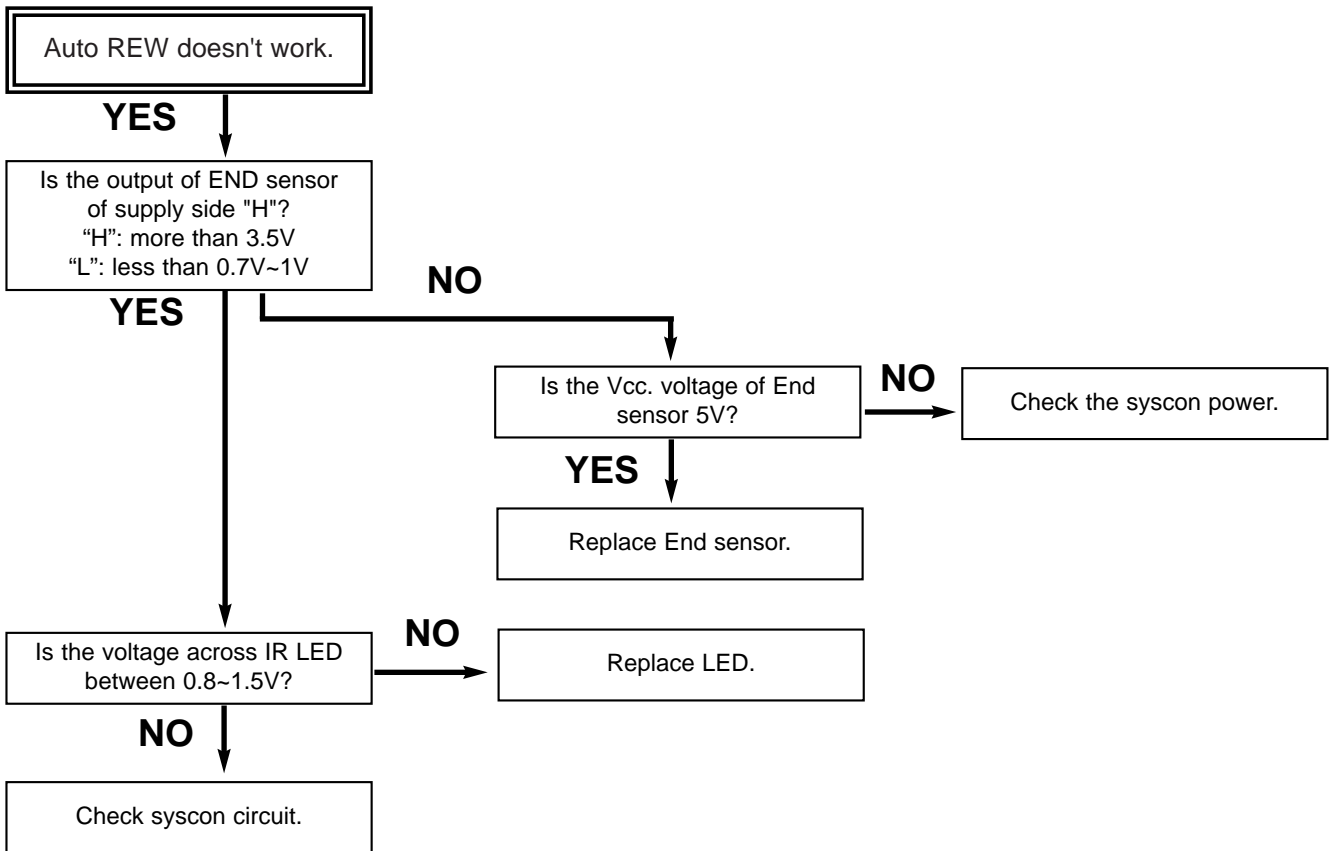 Auto REW doesn't work.
YES
Is the output of END sensor
of supply side "H"?
“H”: more than 3.5V
“L”: less than 0.7V~1V
YES
NO
Is the Vcc. voltage of End
sensor 5V?
NO
Check the syscon power.
YES
Replace End sensor.
Is the voltage across IR LED
between 0.8~1.5V?
NO
Replace LED.
NO
Check syscon circuit.